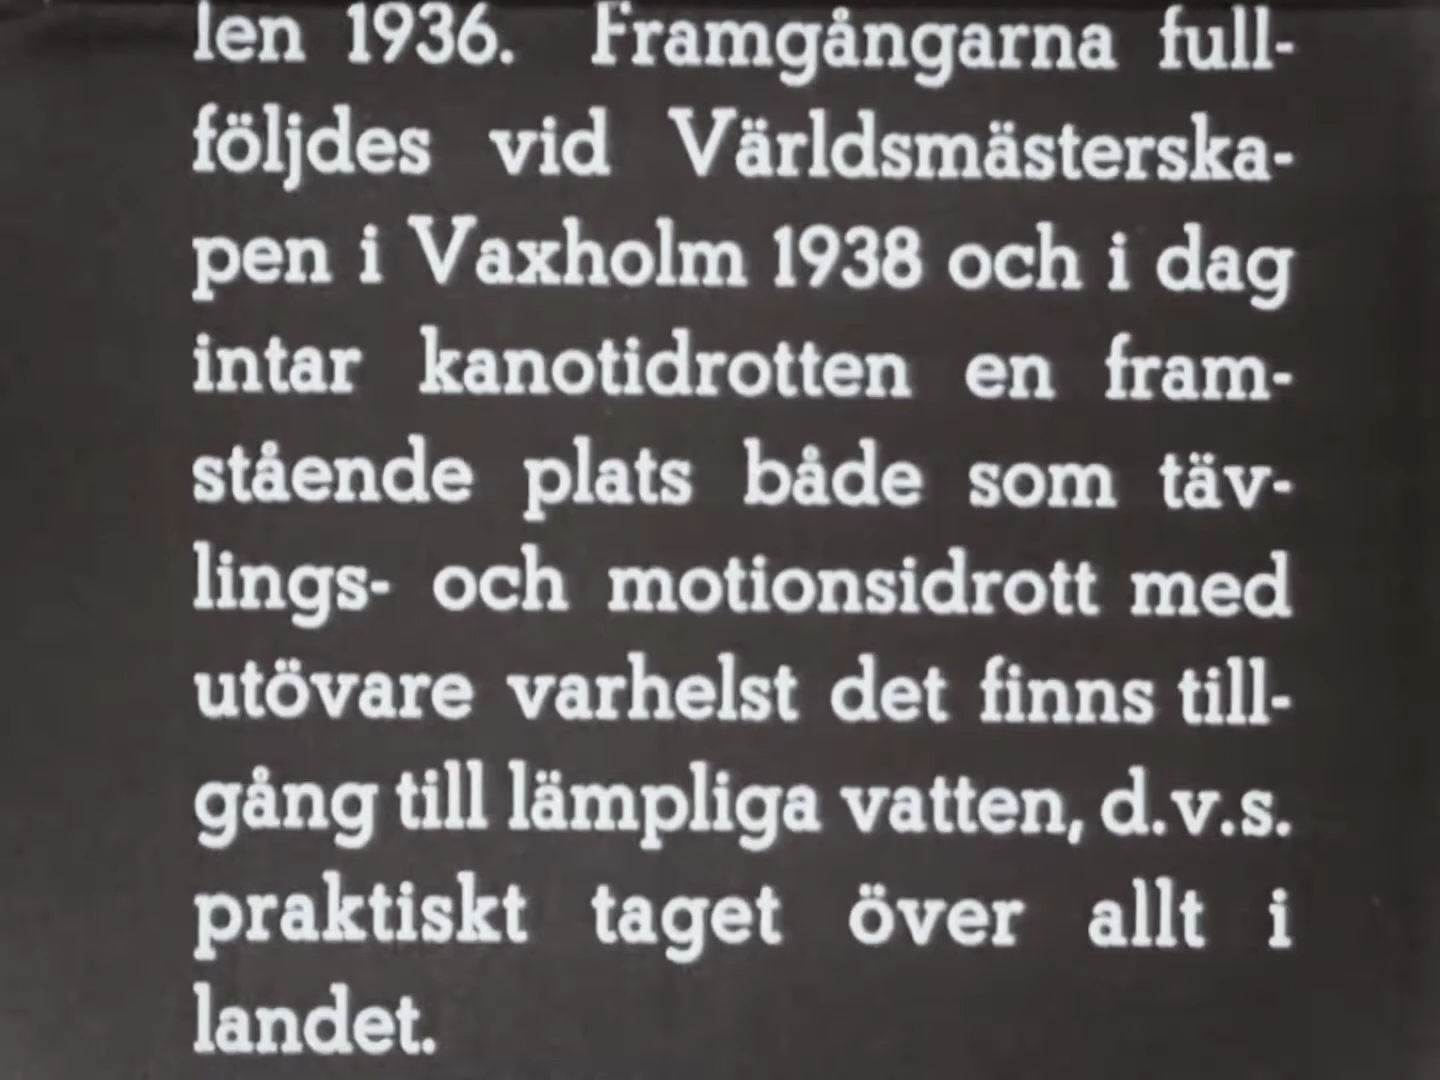 len 1936. Framgångarna full-
följdes vid Världsmästerska-
pen i Vaxholm 1938 och i dag
intar kanotidrotten en fram-
stående plats både som täv-
lings- och motionsidrott med
utövare varhelst det finns till-
gång till lämpliga vatten, d.v.s.
praktiskt taget över allt i
landet.